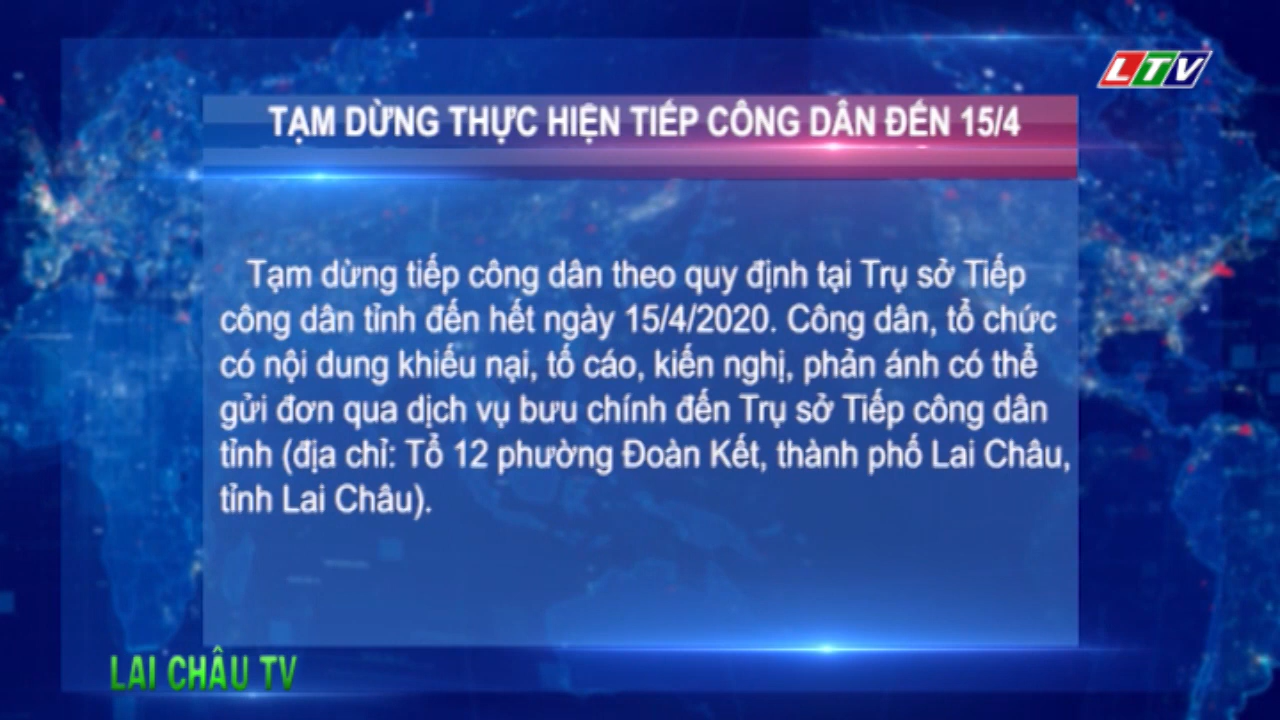 LTV
TẠM DỪNG THỰC HIỆN TIẾP CÔNG DÂN ĐẾN 15/4
Tạm dừng tiếp công dân theo quy định tại Trụ sở Tiếp
công dân tỉnh đến hết ngày 15/4/2020. Công dân, tổ chức
có nội dung khiếu nại, tố cáo, kiến nghị, phản ánh có thể
gửi đơn qua dịch vụ bưu chính đến Trụ sở Tiếp công dân
tỉnh (địa chỉ: Tổ 12 phường Đoàn Kết, thành phố Lai Châu,
tỉnh Lai Châu).
LAI CHÂU TV